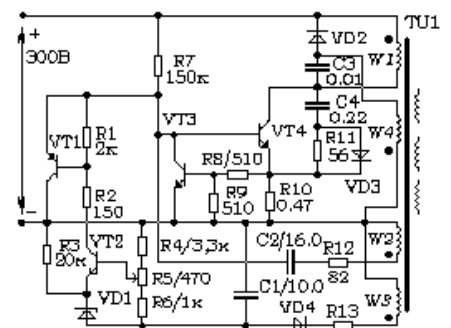 TU1
+
300В
-
R7
150к
VD2
C3
0.01
W1
VT3
VT4
C4
0.22
W4
VT1
R1
2к
R8/510
R11
56
VD3
R2
150
R9
510
R10
0.47
R3
20к
VT2
R4/3,3к
C2/16.0
R12
82
W2
R5/470
VD1
R6/1к
C1/10.0
VD4
R13
W3